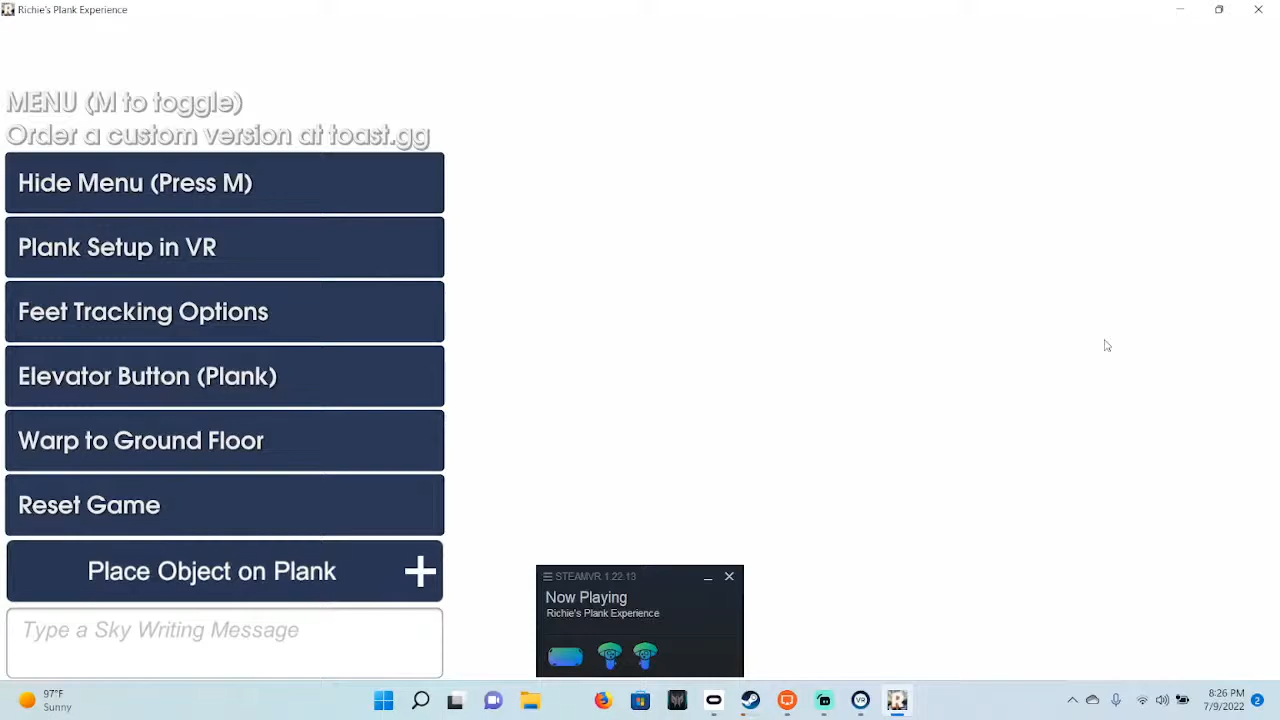 Richie's Plank Experience
MENU (M to toggle)
Order a custom version at toast.gg
Hide Menu (Press M)
Plank Setup in VR
Feet Tracking Options
Elevator Button (Plank)
Warp to Ground Floor
Reset Game
Place Object on Plank
Type a Sky Writing Message
STEAMVR 1.22.13
Now Playing
Richie's Plank Experience
97°F
Sunny
8:26 PM
7/9/2022
2